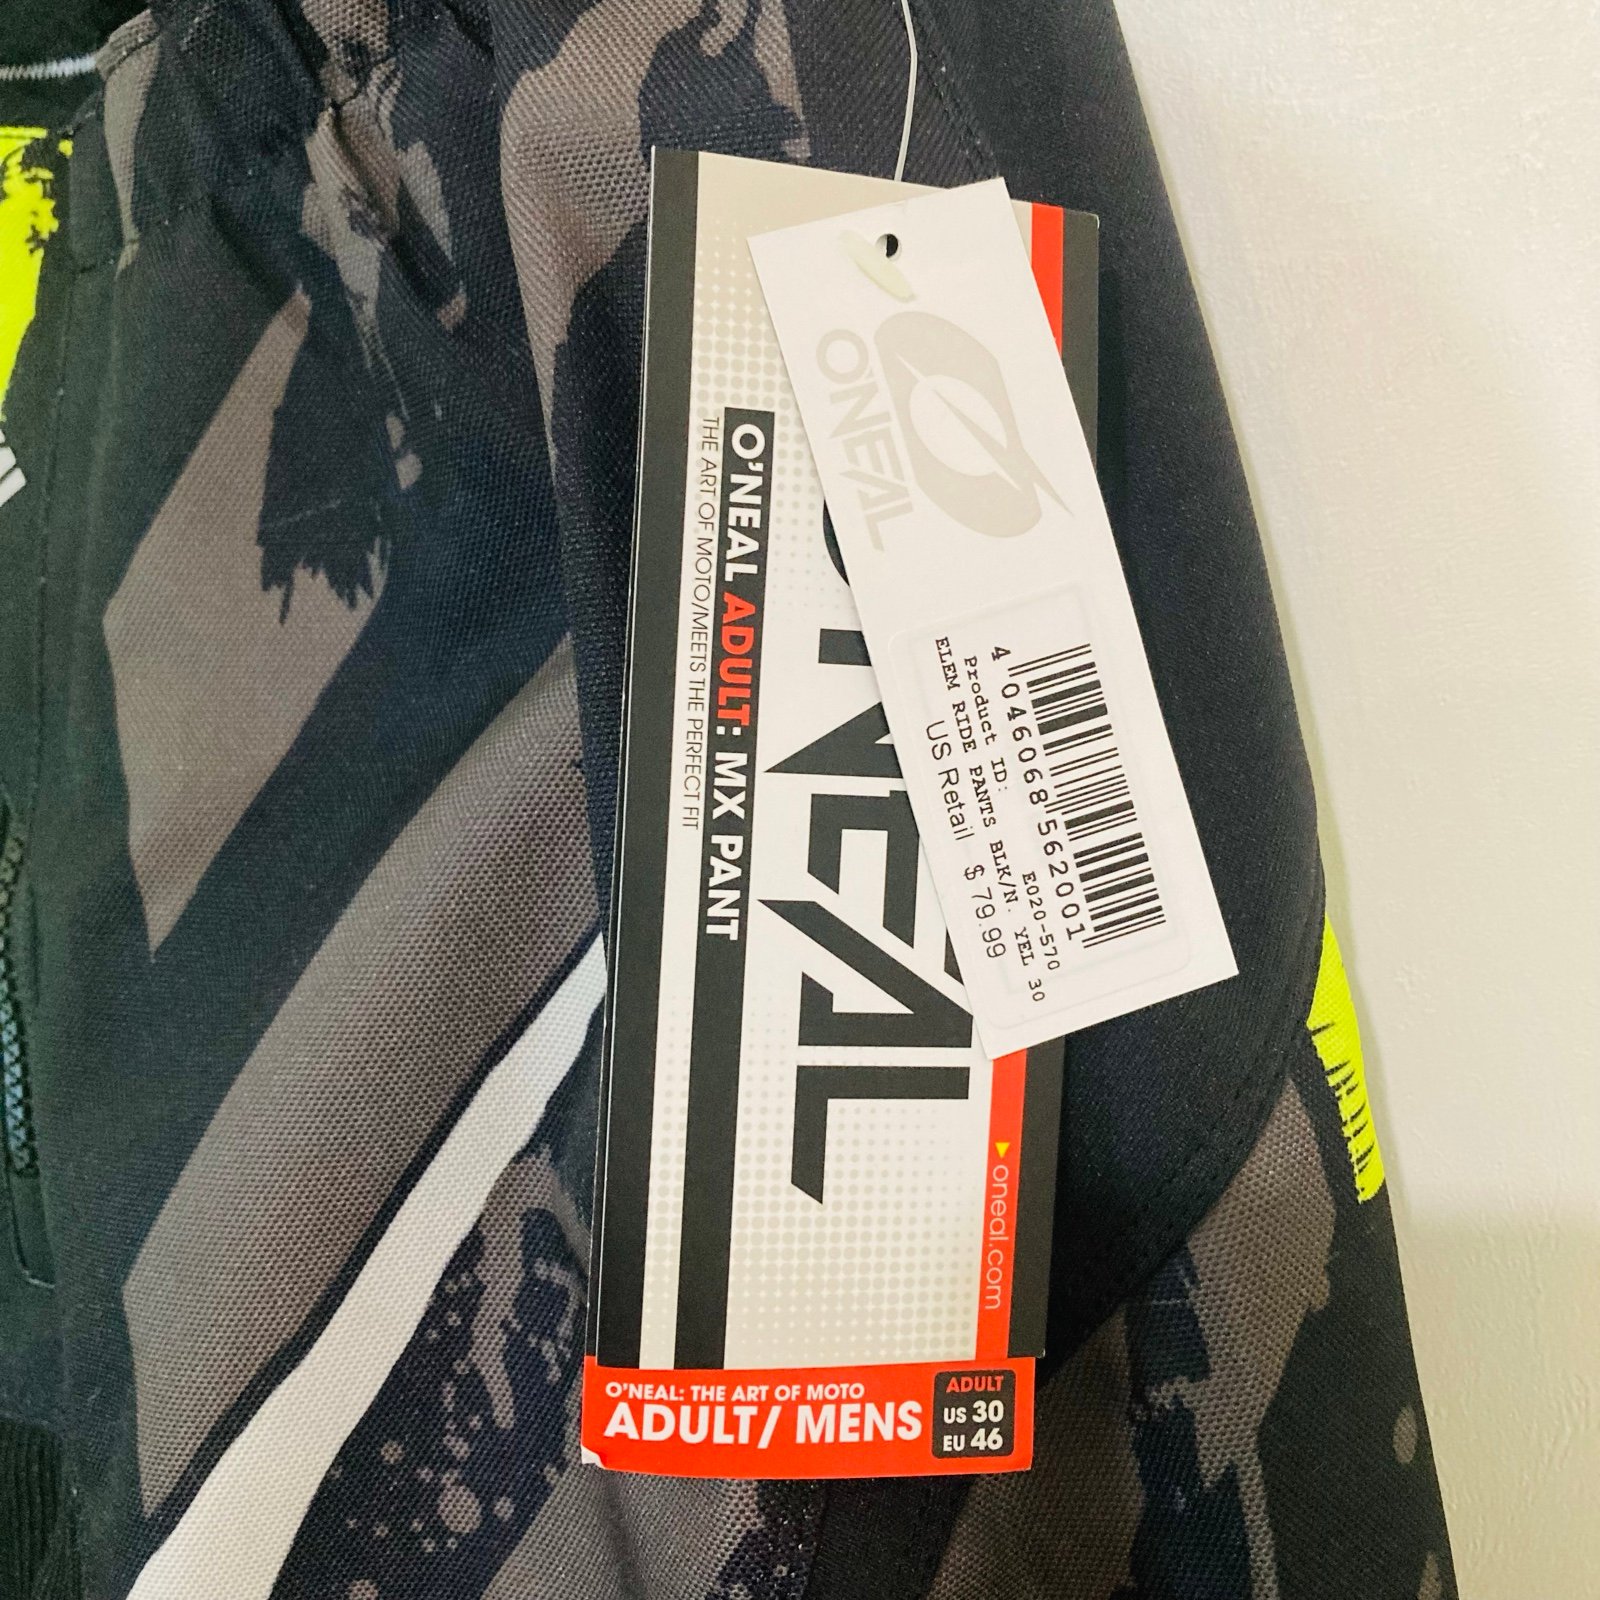 O'NEAL ADULT: MX PANT
THE ART OF MOTO/MEETS THE PERFECT FIT
NEAL
oneal.com
O'NEAL: THE ART OF MOTO
ADULT/ MENS
ADULT
US 30
EU 46
O'NEAL
4 046068 562001
Product ID: E020-570
ELEM RIDE PANTS BLK/N. YEL 30
US Retail $ 79.99